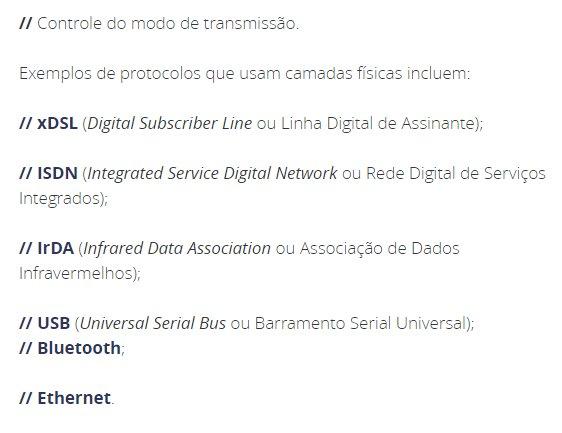 // Controle do modo de transmissão.
Exemplos de protocolos que usam camadas físicas incluem:
// xDSL (Digital Subscriber Line ou Linha Digital de Assinante);
// ISDN (Integrated Service Digital Network ou Rede Digital de Serviços
Integrados);
// IrDA (Infrared Data Association ou Associação de Dados
Infravermelhos);
// USB (Universal Serial Bus ou Barramento Serial Universal);
// Bluetooth;
// Ethernet.